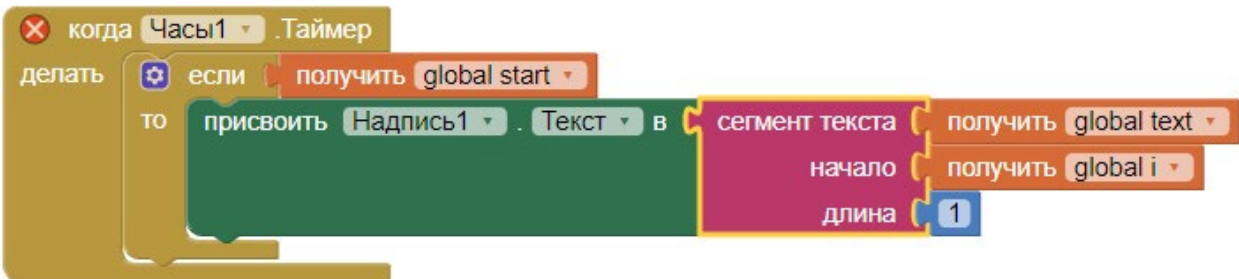 когда Часы1 .Таймер
делать если получить global start
то присвоить Надпись1 . Текст в сегмент текста получить global text
начало получить global i
длина 1